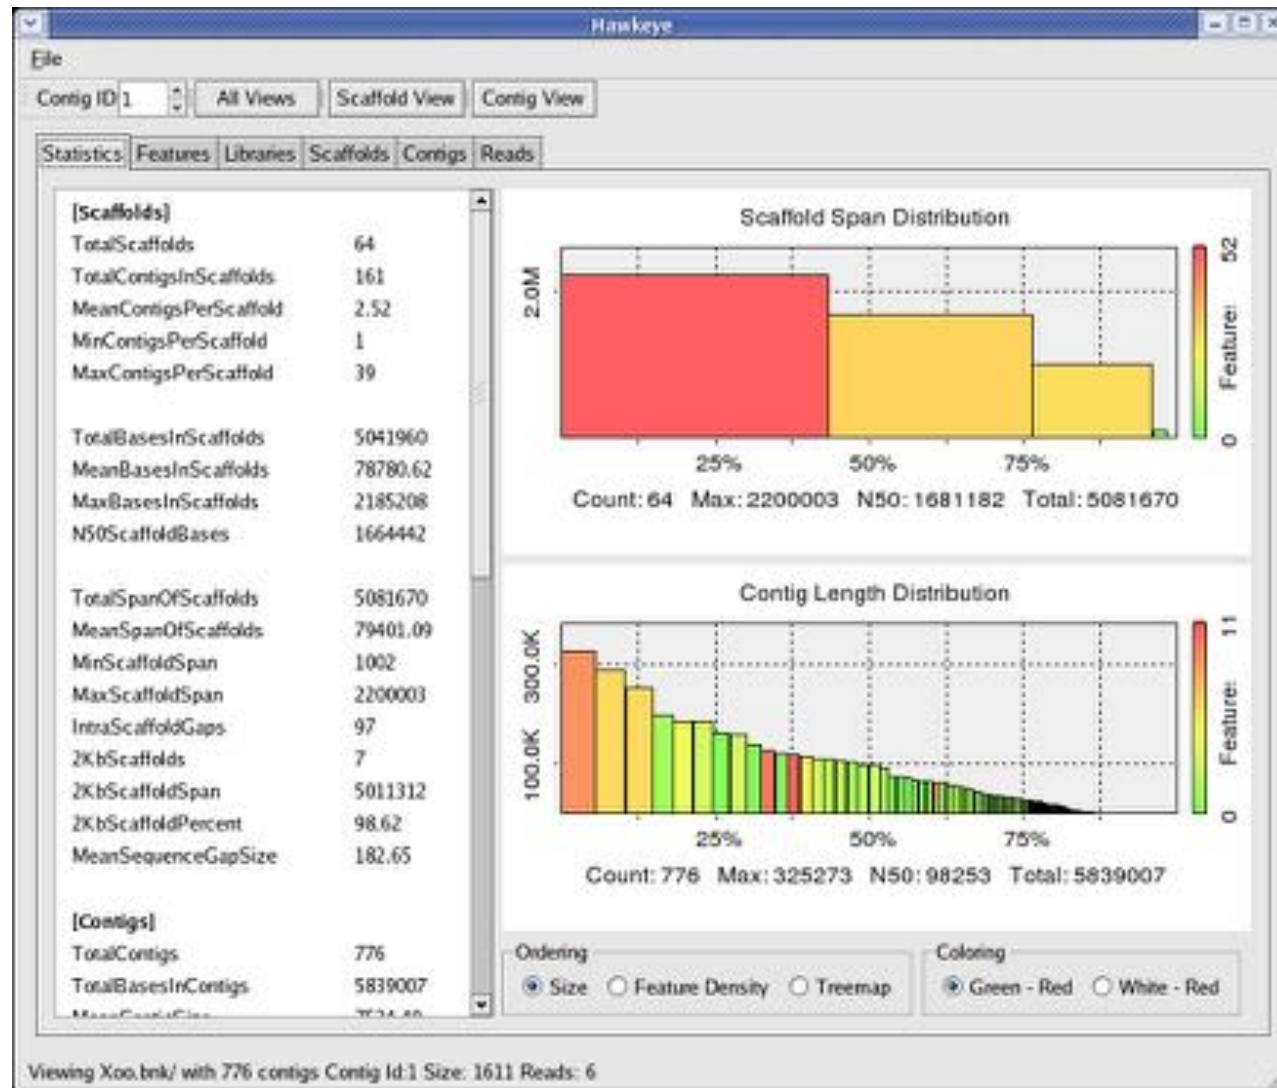 Hawkeye
File
Contig ID 1 All Views Scaffold View Contig View
Statistics Features Libraries Scaffolds Contigs Reads
[Scaffolds]
TotalScaffolds 64
TotalContigsInScaffolds 161
MeanContigsPerScaffold 2.52
MinContigsPerScaffold 1
MaxContigsPerScaffold 39
TotalBasesInScaffolds 5041960
MeanBasesInScaffolds 78780.62
MaxBasesInScaffolds 2185208
N50ScaffoldBases 1664442
TotalSpanOfScaffolds 5081670
MeanSpanOfScaffolds 79401.09
MinScaffoldSpan 1002
MaxScaffoldSpan 2200003
IntraScaffoldGaps 97
2KbScaffolds 7
2KbScaffoldSpan 5011312
2KbScaffoldPercent 98.62
MeanSequenceGapSize 182.65
[Contigs]
TotalContigs 776
TotalBasesInContigs 5839007
Scaffold Span Distribution
2.0M
25% 50% 75%
0 Feature: 52
Count: 64 Max: 2200003 N50: 1681182 Total: 5081670
Contig Length Distribution
100.0K 300.0K
25% 50% 75%
0 Feature: 11
Count: 776 Max: 325273 N50: 98253 Total: 5839007
Ordering
Size Feature Density Treemap
Coloring
Green - Red White - Red
Viewing Xoo.bnk/ with 776 contigs Contig Id:1 Size: 1611 Reads: 6